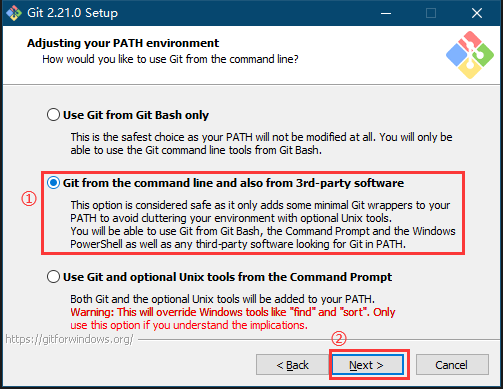 Git 2.21.0 Setup
Adjusting your PATH environment
How would you like to use Git from the command line?
Use Git from Git Bash only
This is the safest choice as your PATH will not be modified at all. You will only be
able to use the Git command line tools from Git Bash.
①
Git from the command line and also from 3rd-party software
This option is considered safe as it only adds some minimal Git wrappers to your
PATH to avoid cluttering your environment with optional Unix tools.
You will be able to use Git from Git Bash, the Command Prompt and the Windows
PowerShell as well as any third-party software looking for Git in PATH.
Use Git and optional Unix tools from the Command Prompt
Both Git and the optional Unix tools will be added to your PATH.
Warning: This will override Windows tools like "find" and "sort". Only
use this option if you understand the implications.
https://gitforwindows.org/
②
< Back
Next >
Cancel